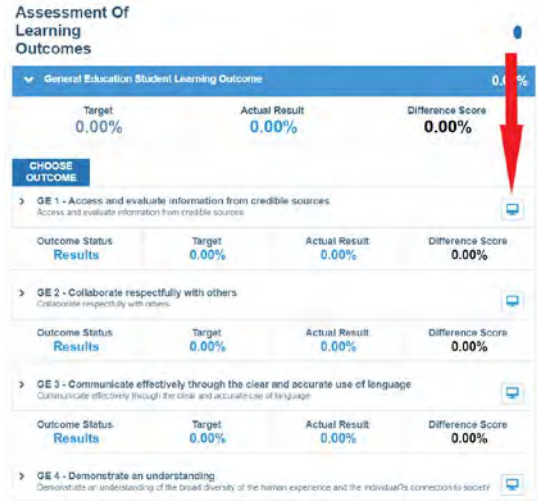 Assessment Of
Learning
Outcomes
General Education Student Learning Outcome
Target
Actual Result
Difference Score
0.00%
0.00%
0.00%
CHOOSE
OUTCOME
GE 1 - Access and evaluate information from credible sources
Access and evaluate information from credible sources
Outcome Status
Target
Actual Result
Difference Score
Results
0.00%
0.00%
0.00%
GE 2 - Collaborate respectfully with others
Collaborate respectfully with others
Outcome Status
Target
Actual Result
Difference Score
Results
0.00%
0.00%
0.00%
GE 3 - Communicate effectively through the clear and accurate use of language
Communicate effectively through the clear and accurate use of language
Outcome Status
Target
Actual Result
Difference Score
Results
0.00%
0.00%
0.00%
GE 4 - Demonstrate an understanding
Demonstrate an understanding of the broad diversity of the human experience and the individual?s connection to society